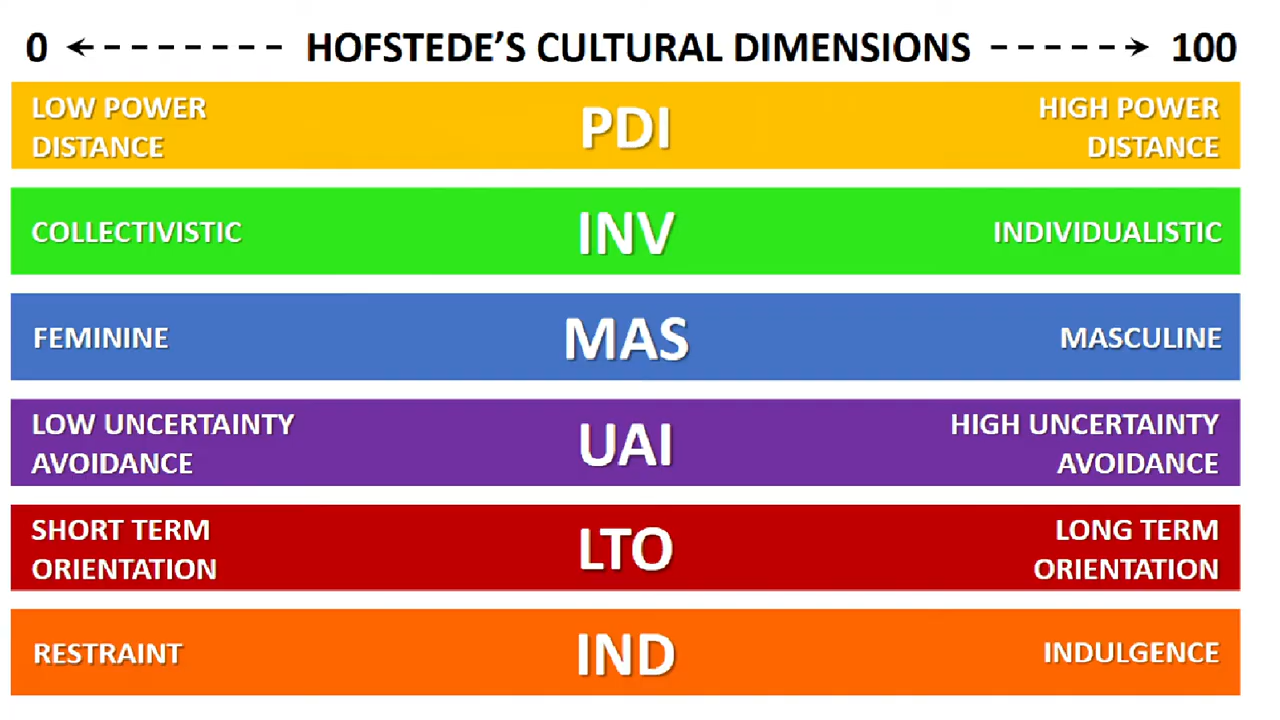 0 HOFSTEDE'S CULTURAL DIMENSIONS 100
LOW POWER
DISTANCE
PDI
HIGH POWER
DISTANCE
COLLECTIVISTIC
INV
INDIVIDUALISTIC
FEMININE
MAS
MASCULINE
LOW UNCERTAINTY
AVOIDANCE
UAI
HIGH UNCERTAINTY
AVOIDANCE
SHORT TERM
ORIENTATION
LTO
LONG TERM
ORIENTATION
RESTRAINT
IND
INDULGENCE